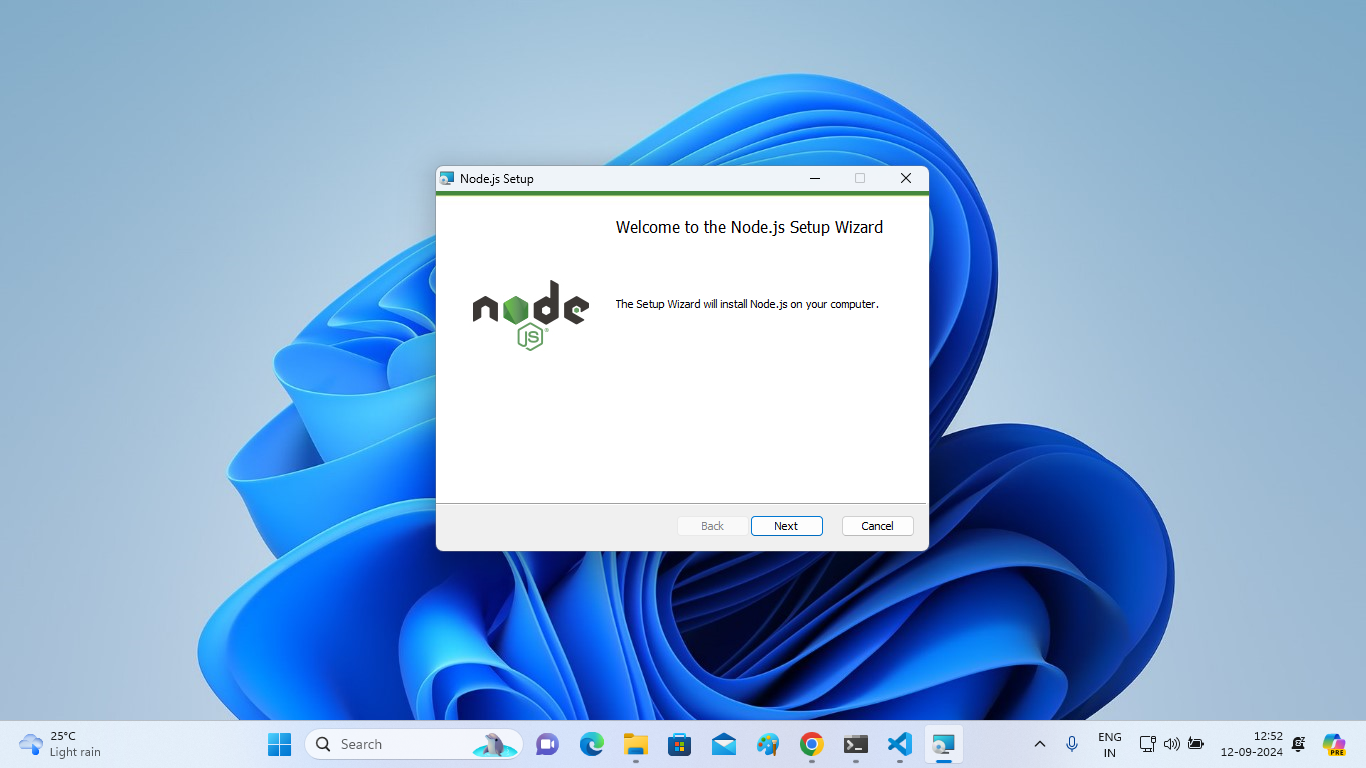 Node.js Setup
Welcome to the Node.js Setup Wizard
node
JS
The Setup Wizard will install Node.js on your computer.
Back
Next
Cancel
25°C
Light rain
Search
ENG
IN
12:52
12-09-2024
PRE